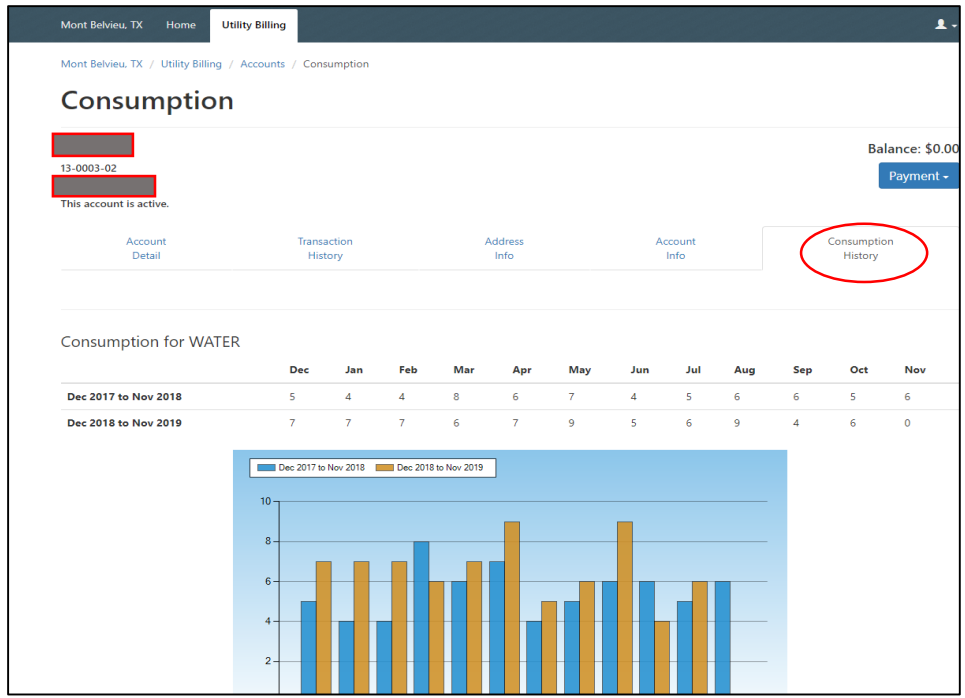 Mont Belvieu, TX Home Utility Billing
Mont Belvieu, TX / Utility Billing / Accounts / Consumption
Consumption
Balance: $0.00
13-0003-02
Payment
This account is active.
Account Detail
Transaction History
Address Info
Account Info
Consumption History
Consumption for WATER
Dec Jan Feb Mar Apr May Jun Jul Aug Sep Oct Nov
Dec 2017 to Nov 2018 5 4 4 8 6 7 4 5 6 6 5 6
Dec 2018 to Nov 2019 7 7 7 6 7 9 5 6 9 4 6 0
Dec 2017 to Nov 2018 Dec 2018 to Nov 2019
10
8
6
4
2